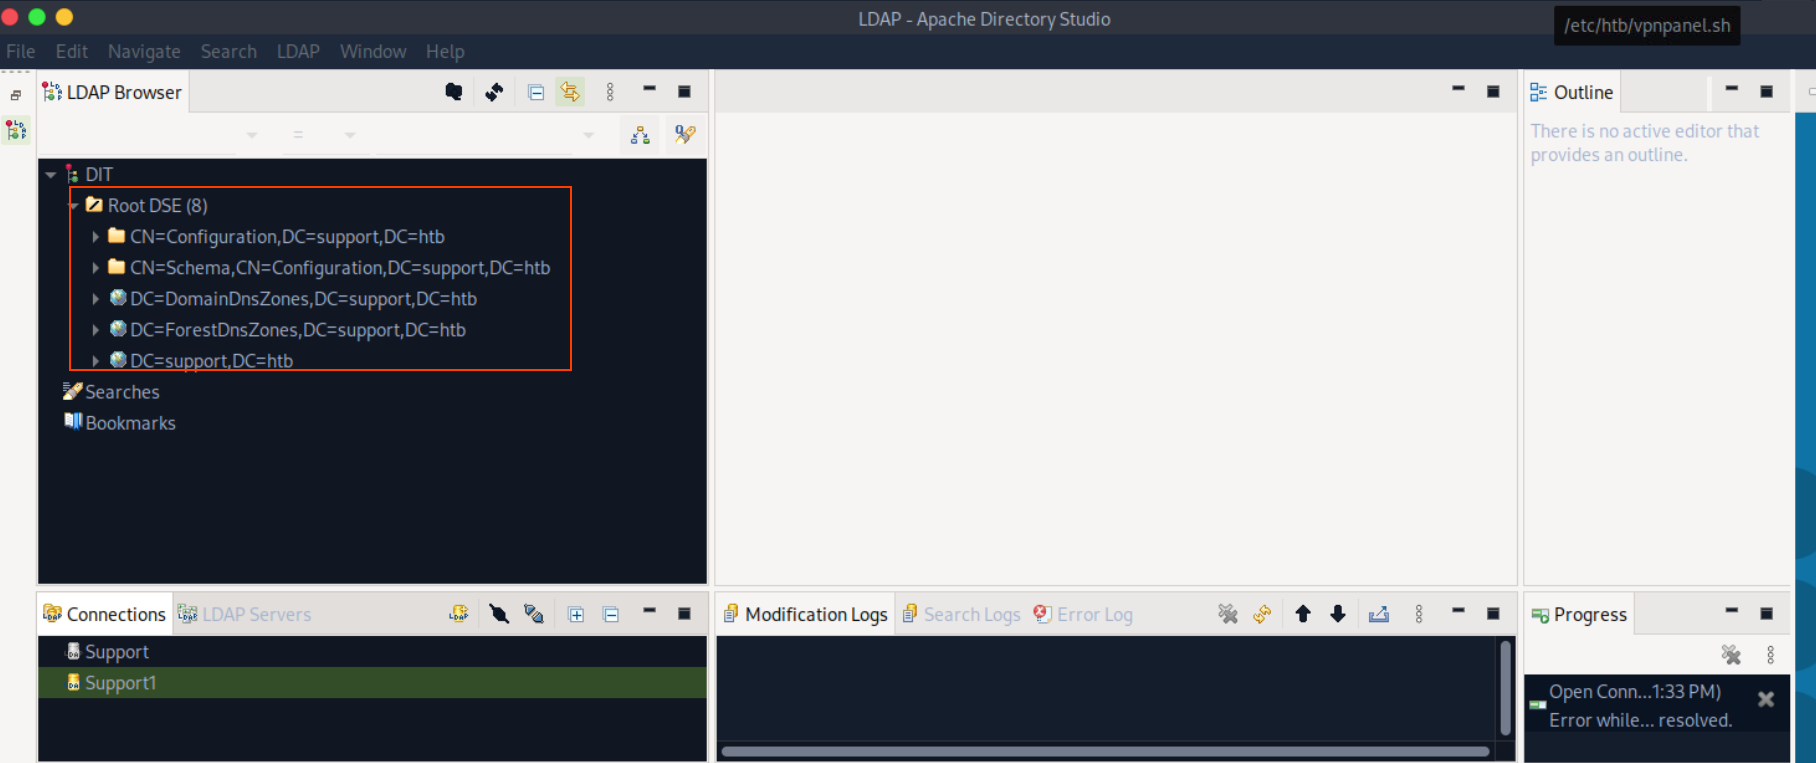 LDAP - Apache Directory Studio
/etc/htb/vpnpanel.sh
File Edit Navigate Search LDAP Window Help
LDAP Browser
Outline
=
There is no active editor that
provides an outline.
DIT
Root DSE (8)
CN=Configuration,DC=support,DC=htb
CN=Schema,CN=Configuration,DC=support,DC=htb
DC=DomainDnsZones,DC=support,DC=htb
DC=ForestDnsZones,DC=support,DC=htb
DC=support,DC=htb
Searches
Bookmarks
Connections LDAP Servers
Support
Support1
Modification Logs Search Logs Error Log
Progress
Open Conn...1:33 PM)
Error while... resolved.